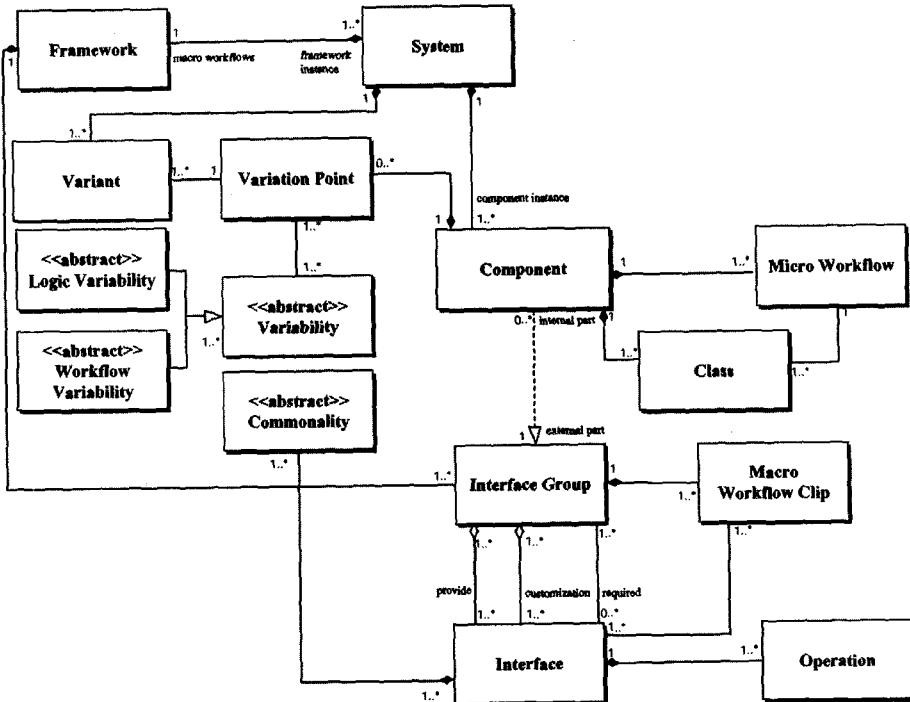 Framework
1
1
macro workflows
1..*
framework
instance
System
1
1
1
1..*
Variant
1..*
1
Variation Point
0..*
1..*
component instance
1
1..*
<<abstract>>
Logic Variability
<<abstract>>
Workflow
Variability
1..*
1..*
<<abstract>>
Variability
Component
1
1..*
Micro Workflow
1
0..*
internal part
1
1..*
Class
1..*
<<abstract>>
Commonality
1..*
1
external part
1..*
Interface Group
1
1..*
Macro
Workflow Clip
1..*
1..*
1..*
1..*
provide
customization
required
1..*
1..*
0..*
1..*
Interface
1..*
1
1..*
Operation